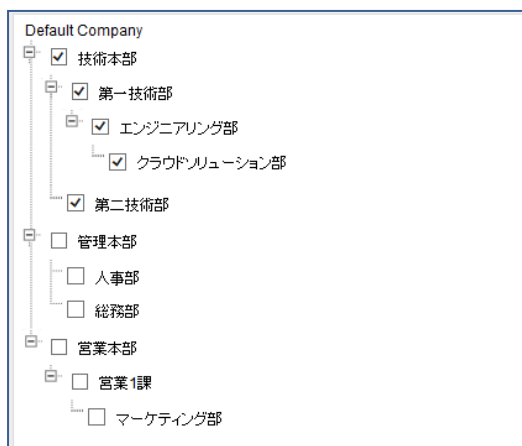 Default Company
技術本部
第一技術部
エンジニアリング部
クラウドソリューション部
第二技術部
管理本部
人事部
総務部
営業本部
営業1課
マーケティング部